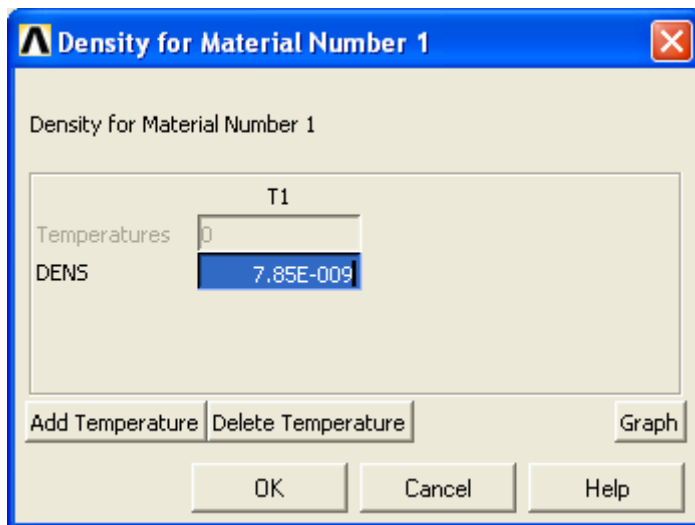 Density for Material Number 1
Density for Material Number 1
T1
Temperatures 0
DENS 7.85E-009
Add Temperature Delete Temperature Graph
OK Cancel Help